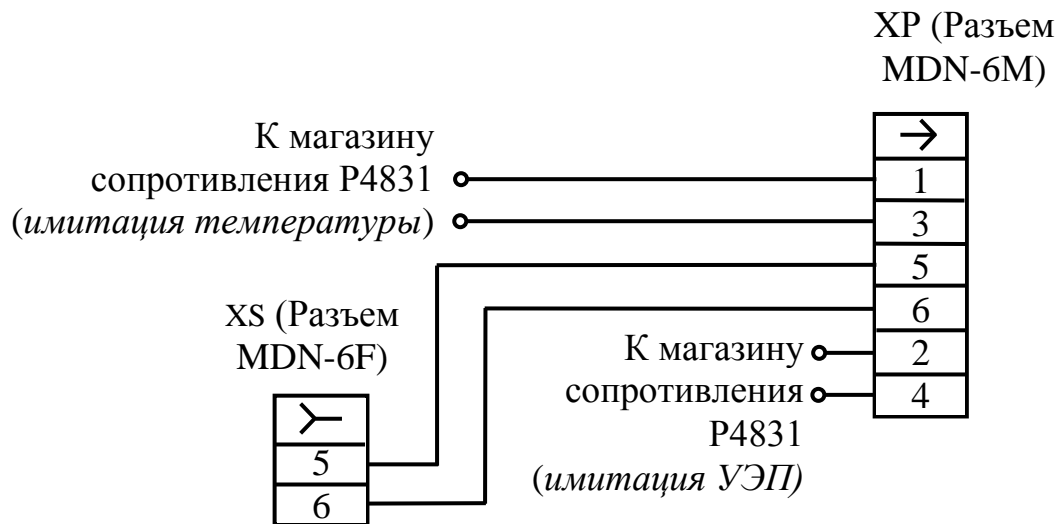 XP (Разъем
MDN-6M)
К магазину
сопротивления Р4831
(имитация температуры)
1
3
5
6
2
4
XS (Разъем
MDN-6F)
5
6
К магазину
сопротивления
Р4831
(имитация УЭП)